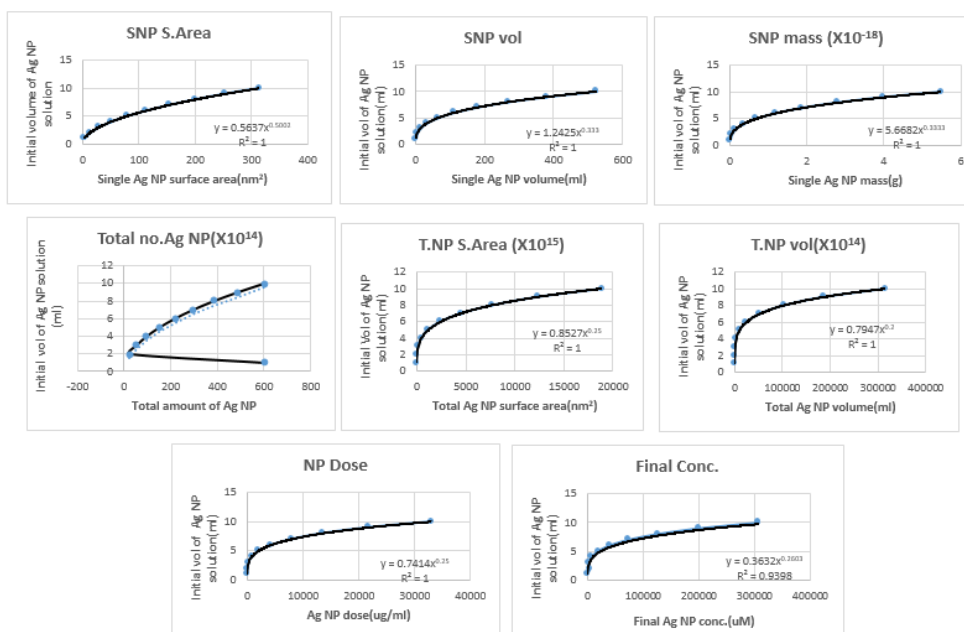 SNP S.Area
Initial volume of Ag NP
solution
15
10
5
0
0 100 200 300 400
y = 0.5637x^0.5003
R² = 1
Single Ag NP surface area(nm²)
SNP vol
Initial vol of Ag NP
solution(ml)
15
10
5
0
0 200 400 600
y = 1.2425x^0.333
R² = 1
Single Ag NP volume(ml)
SNP mass (X10⁻¹⁸)
Initial vol of Ag NP
solution(ml)
15
10
5
0
0 2 4 6
y = 5.6682x^0.3333
R² = 1
Single Ag NP mass(g)
Total no.Ag NP(X10¹⁴)
Initial vol of Ag NP solution
(ml)
12
10
8
6
4
2
0
-200 0 200 400 600 800
Total amount of Ag NP
T.NP S.Area (X10¹⁵)
Initial Vol of Ag NP
solution(ml)
12
10
8
6
4
2
0
0 5000 10000 15000 20000
y = 0.8527x^0.25
R² = 1
Total Ag NP surface area(nm²)
T.NP vol(X10¹⁴)
Initial vol of Ag NP
solution(ml)
12
10
8
6
4
2
0
0 100000 200000 300000 400000
y = 0.7947x^0.2
R² = 1
Total Ag NP volume(ml)
NP Dose
Initial vol of Ag NP
solution(ml)
15
10
5
0
0 10000 20000 30000 40000
y = 0.7414x^0.25
R² = 1
Ag NP dose(ug/ml)
Final Conc.
Initial vol of Ag NP
solution(ml)
15
10
5
0
0 100000 200000 300000 400000
y = 0.3632x^0.2603
R² = 0.9398
Final Ag NP conc.(uM)